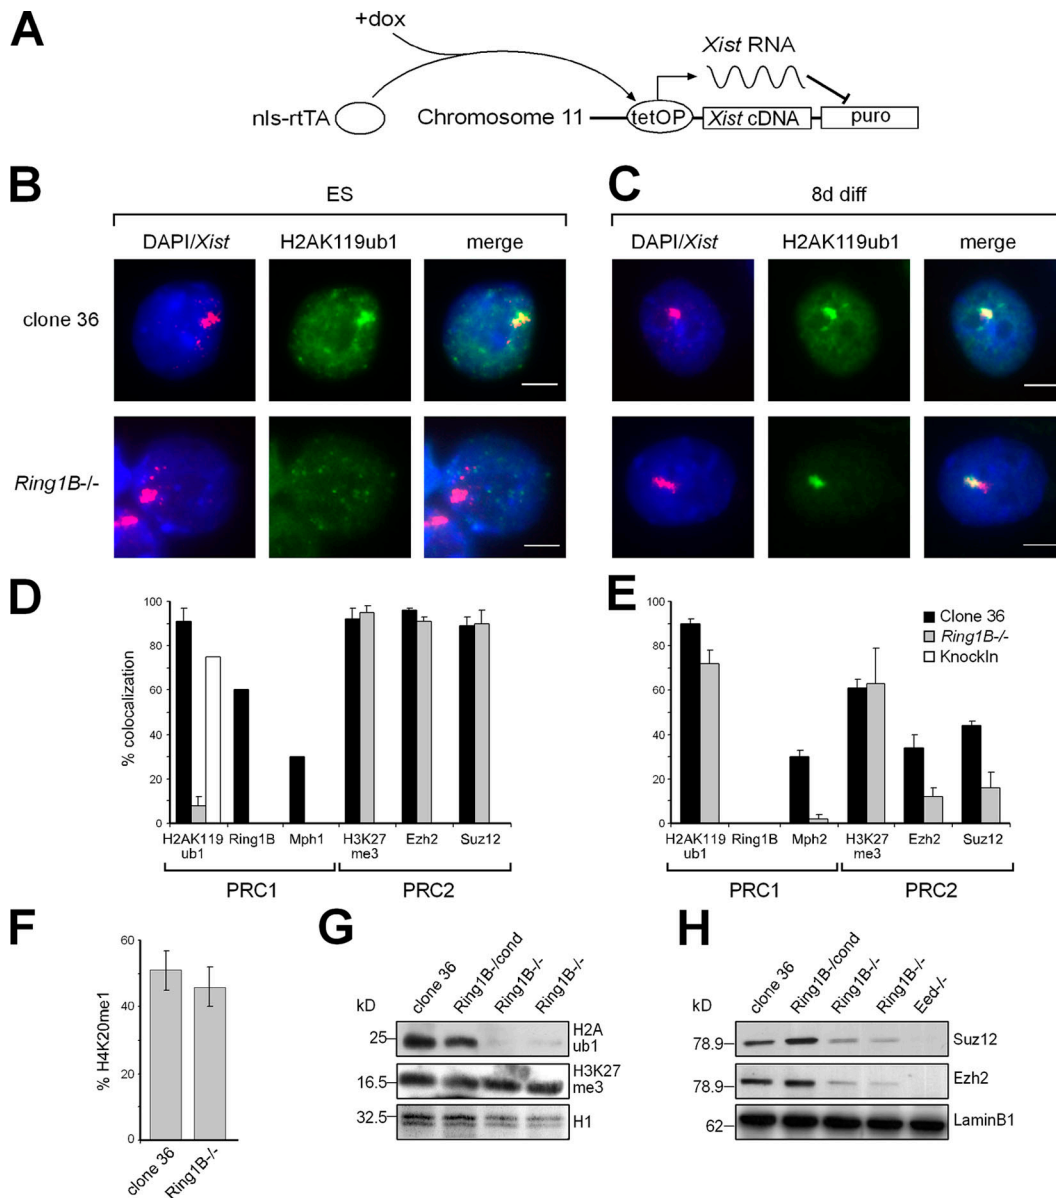 A
+dox
Xist RNA
nls-rtTA
Chromosome 11
tetOP
Xist cDNA
puro
B
ES
DAPI/Xist
H2AK119ub1
merge
clone 36
Ring1B-/-
C
8d diff
DAPI/Xist
H2AK119ub1
merge
D
% colocalization
100
80
60
40
20
0
H2AK119
ub1
Ring1B
Mph1
H3K27
me3
Ezh2
Suz12
PRC1
PRC2
E
100
80
60
40
20
0
Clone 36
Ring1B-/-
KnockIn
H2AK119
ub1
Ring1B
Mph2
H3K27
me3
Ezh2
Suz12
PRC1
PRC2
F
% H4K20me1
60
40
20
0
clone 36
Ring1B-/-
G
kD
clone 36
Ring1B-/cond
Ring1B-/-
Ring1B-/-
25
H2A
ub1
16.5
H3K27
me3
32.5
H1
H
kD
clone 36
Ring1B-/cond
Ring1B-/-
Ring1B-/-
Eed-/-
78.9
Suz12
78.9
Ezh2
62
LaminB1